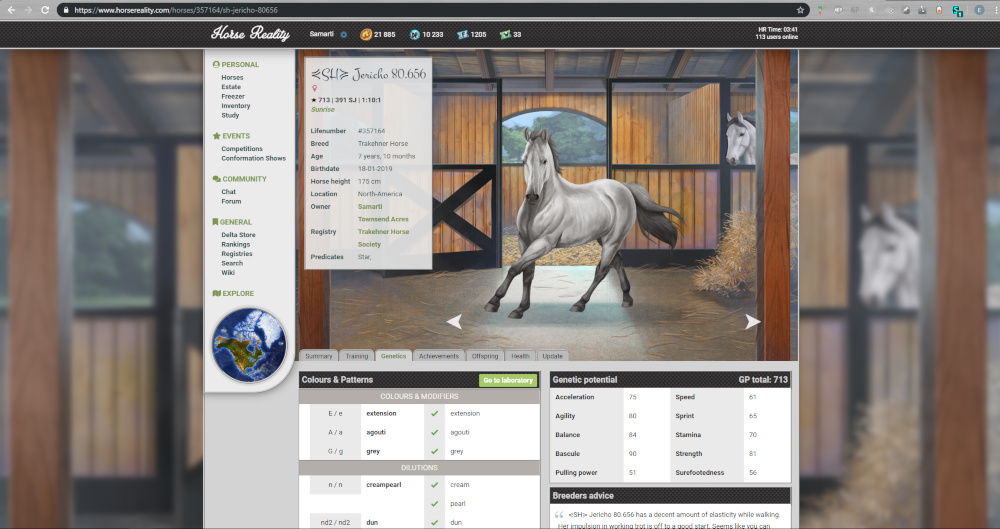 https://www.horsereality.com/horses/357164/sh-jericho-80656
Horse Reality
Samarti
21 885
10 233
1205
33
HR Time: 03:41
113 users online
PERSONAL
Horses
Estate
Freezer
Inventory
Study
EVENTS
Competitions
Conformation Shows
COMMUNITY
Chat
Forum
GENERAL
Delta Store
Rankings
Registries
Search
Wiki
EXPLORE
⋞SH⋟ Jericho 80.656
♀
★ 713 | 391 SJ | 1:10:1
Sunrise
Lifenumber #357164
Breed Trakehner Horse
Age 7 years, 10 months
Birthdate 18-01-2019
Horse height 175 cm
Location North-America
Owner Samarti
Townsend Acres
Registry Trakehner Horse
Society
Predicates Star,
Summary Training Genetics Achievements Offspring Health Update
Colours & Patterns Go to laboratory
COLOURS & MODIFIERS
E / e extension ✓ extension
A / a agouti ✓ agouti
G / g grey ✓ grey
DILUTIONS
n / n creampearl ✓ cream
✓ pearl
nd2 / nd2 dun ✓ dun
Genetic potential GP total: 713
Acceleration 75 Speed 61
Agility 80 Sprint 65
Balance 84 Stamina 70
Bascule 90 Strength 81
Pulling power 51 Surefootedness 56
Breeders advice
⋞SH⋟ Jericho 80.656 has a decent amount of elasticity while walking.
Her impulsion in working trot is off to a good start. Seems like you can